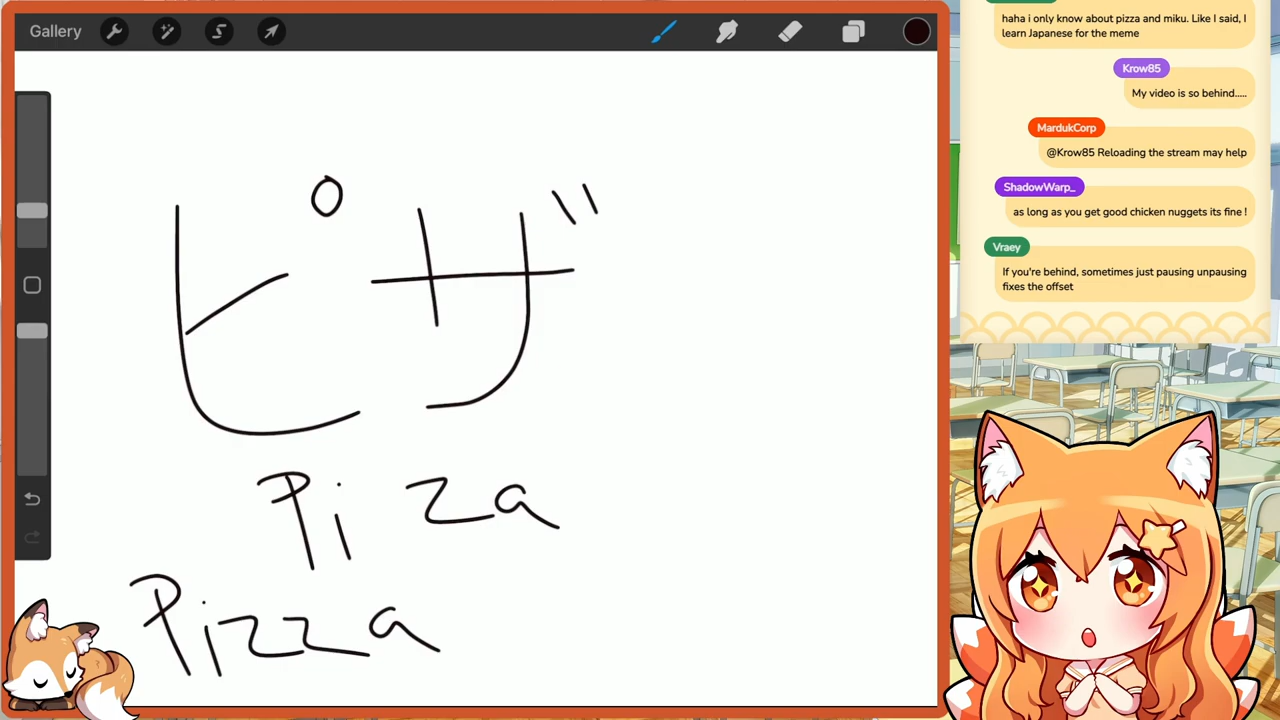 Gallery
ピザ
Pi za
Pizza
haha i only know about pizza and miku. Like I said, I
learn Japanese for the meme
Krow85
My video is so behind.....
MardukCorp
@Krow85 Reloading the stream may help
ShadowWarp_
as long as you get good chicken nuggets its fine !
Vraey
If you're behind, sometimes just pausing unpausing
fixes the offset